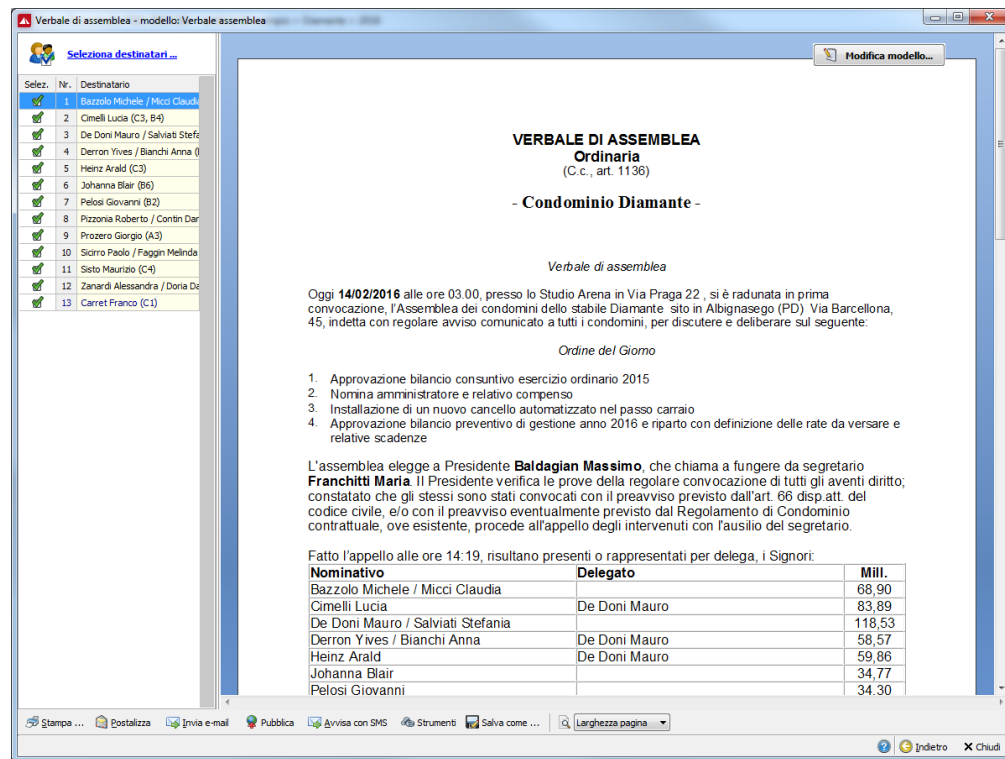 Verbale di assemblea - modello: Verbale assemblea
Seleziona destinatari ...
Selez. Nr. Destinatario
1 Bazzolo Michele / Micci Claudia
2 Cimelli Lucia (C3, B4)
3 De Doni Mauro / Salviati Stefa
4 Derron Yives / Bianchi Anna (
5 Heinz Arald (C3)
6 Johanna Blair (B6)
7 Pelosi Giovanni (B2)
8 Pizzonia Roberto / Contin Dar
9 Prozero Giorgio (A3)
10 Sicirro Paolo / Faggin Melinda
11 Sisto Maurizio (C4)
12 Zanardi Alessandra / Doria Da
13 Carret Franco (C1)
Modifica modello...
VERBALE DI ASSEMBLEA
Ordinaria
(C.c., art. 1136)
- Condominio Diamante -
Verbale di assemblea
Oggi 14/02/2016 alle ore 03.00, presso lo Studio Arena in Via Praga 22 , si è radunata in prima
convocazione, l'Assemblea dei condomini dello stabile Diamante sito in Albignasego (PD) Via Barcellona,
45, indetta con regolare avviso comunicato a tutti i condomini, per discutere e deliberare sul seguente:
Ordine del Giorno
1. Approvazione bilancio consuntivo esercizio ordinario 2015
2. Nomina amministratore e relativo compenso
3. Installazione di un nuovo cancello automatizzato nel passo carraio
4. Approvazione bilancio preventivo di gestione anno 2016 e riparto con definizione delle rate da versare e
relative scadenze
L'assemblea elegge a Presidente Baldagian Massimo, che chiama a fungere da segretario
Franchitti Maria. Il Presidente verifica le prove della regolare convocazione di tutti gli aventi diritto;
constatato che gli stessi sono stati convocati con il preavviso previsto dall'art. 66 disp.att. del
codice civile, e/o con il preavviso eventualmente previsto dal Regolamento di Condominio
contrattuale, ove esistente, procede all'appello degli intervenuti con l'ausilio del segretario.
Fatto l'appello alle ore 14:19, risultano presenti o rappresentati per delega, i Signori:
Nominativo Delegato Mill.
Bazzolo Michele / Micci Claudia 68,90
Cimelli Lucia De Doni Mauro 83,89
De Doni Mauro / Salviati Stefania 118,53
Derron Yives / Bianchi Anna De Doni Mauro 58,57
Heinz Arald De Doni Mauro 59,86
Johanna Blair 34,77
Pelosi Giovanni 34,30
Stampa ... Postalizza Invia e-mail Pubblica Avvisa con SMS Strumenti Salva come ... Larghezza pagina
Indietro Chiudi